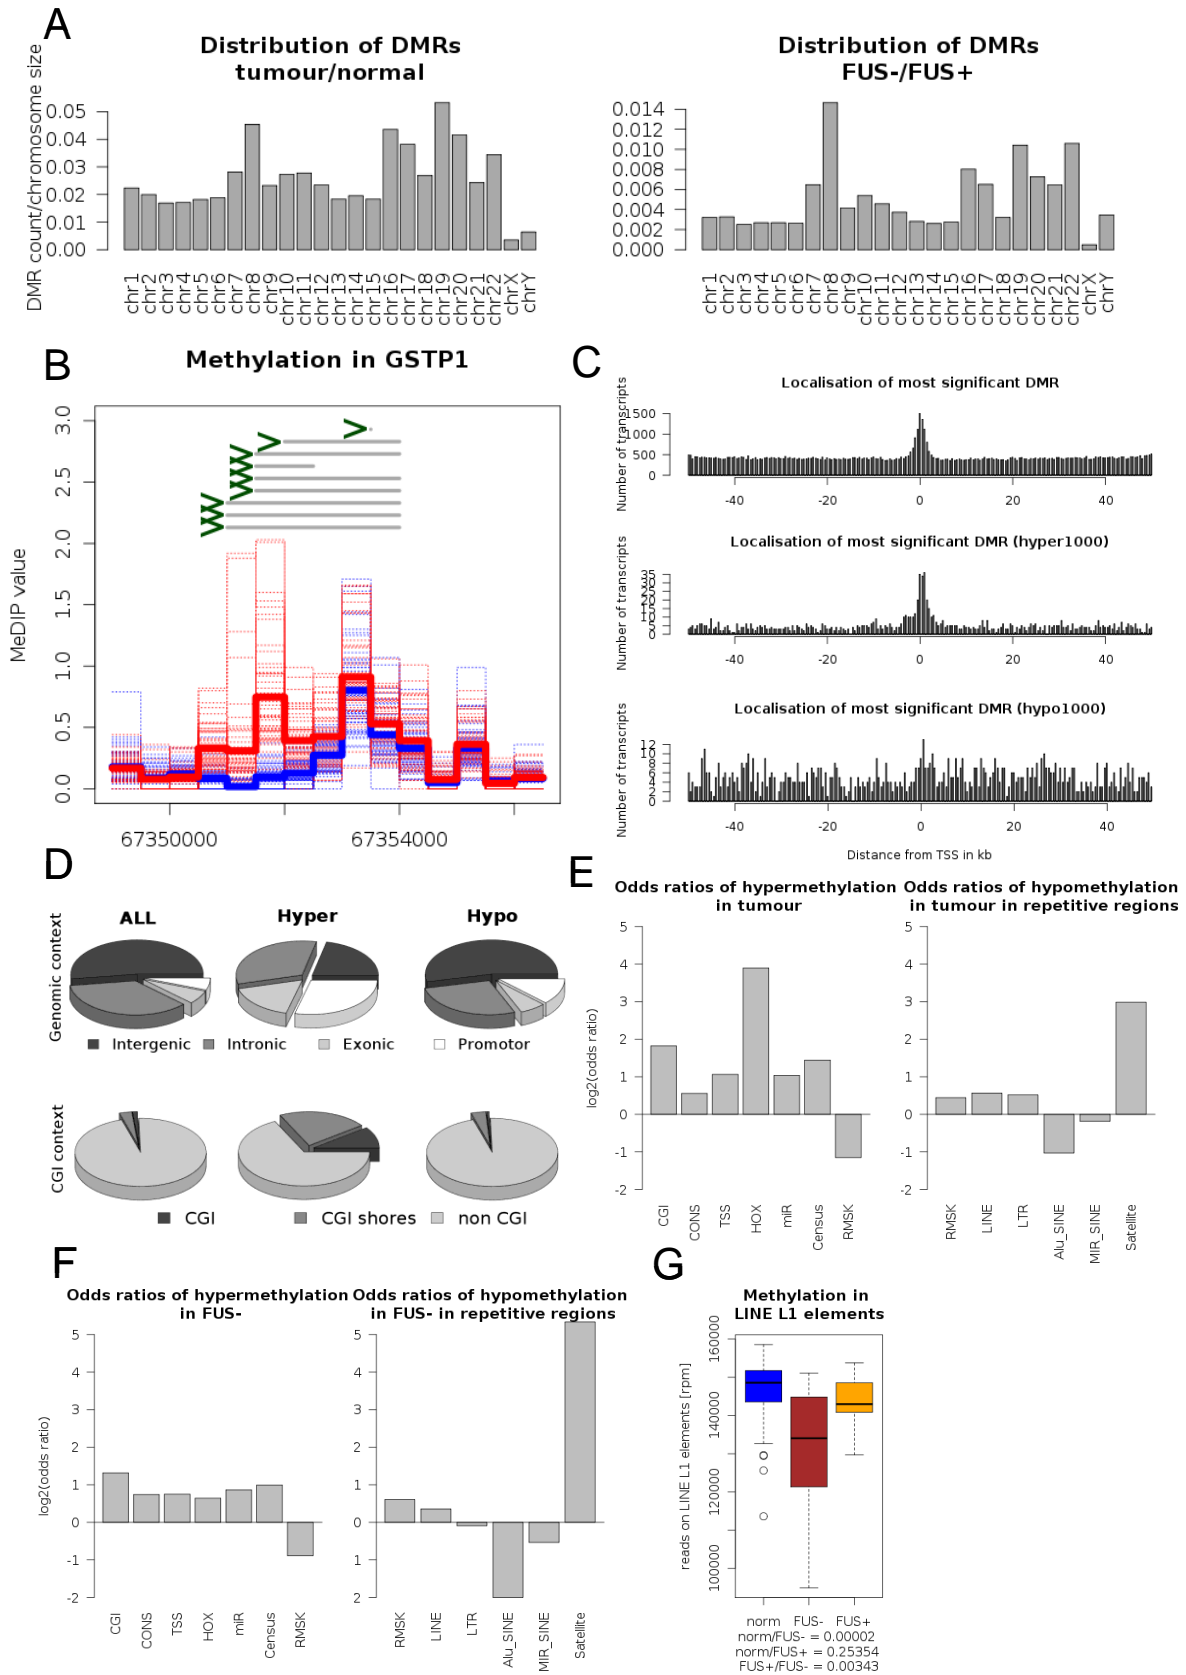 A
Distribution of DMRs
tumour/normal
DMR count/chromosome size
0.05
0.04
0.03
0.02
0.01
0.00
chr1
chr2
chr3
chr4
chr5
chr6
chr7
chr8
chr9
chr10
chr11
chr12
chr13
chr14
chr15
chr16
chr17
chr18
chr19
chr20
chr21
chr22
chrX
chrY
Distribution of DMRs
FUS-/FUS+
0.014
0.012
0.010
0.008
0.006
0.004
0.002
0.000
chr1
chr2
chr3
chr4
chr5
chr6
chr7
chr8
chr9
chr10
chr11
chr12
chr13
chr14
chr15
chr16
chr17
chr18
chr19
chr20
chr21
chr22
chrX
chrY
B
Methylation in GSTP1
MeDIP value
3.0
2.5
2.0
1.5
1.0
0.5
0.0
67350000
67354000
C
Localisation of most significant DMR
Number of transcripts
1500
1000
500
0
-40
-20
0
20
40
Localisation of most significant DMR (hyper1000)
Number of transcripts
35
30
25
20
15
10
5
0
-40
-20
0
20
40
Localisation of most significant DMR (hypo1000)
Number of transcripts
12
10
8
6
4
2
0
-40
-20
0
20
40
Distance from TSS in kb
D
Genomic context
ALL
Hyper
Hypo
Intergenic
Intronic
Exonic
Promotor
CGI context
CGI
CGI shores
non CGI
E
Odds ratios of hypermethylation
in tumour
log2(odds ratio)
5
4
3
2
1
0
-1
-2
CGI
CONS
TSS
HOX
miR
Census
RMSK
Odds ratios of hypomethylation
in tumour in repetitive regions
5
4
3
2
1
0
-1
-2
RMSK
LINE
LTR
Alu_SINE
MIR_SINE
Satellite
F
Odds ratios of hypermethylation
in FUS-
log2(odds ratio)
5
4
3
2
1
0
-1
-2
CGI
CONS
TSS
HOX
miR
Census
RMSK
Odds ratios of hypomethylation
in FUS- in repetitive regions
5
4
3
2
1
0
1
2
RMSK
LINE
LTR
Alu_SINE
MIR_SINE
Satellite
G
Methylation in
LINE L1 elements
reads on LINE L1 elements [rpm]
160000
140000
120000
100000
norm FUS- FUS+
norm/FUS- = 0.00002
norm/FUS+ = 0.25354
FUS+/FUS- = 0.00343